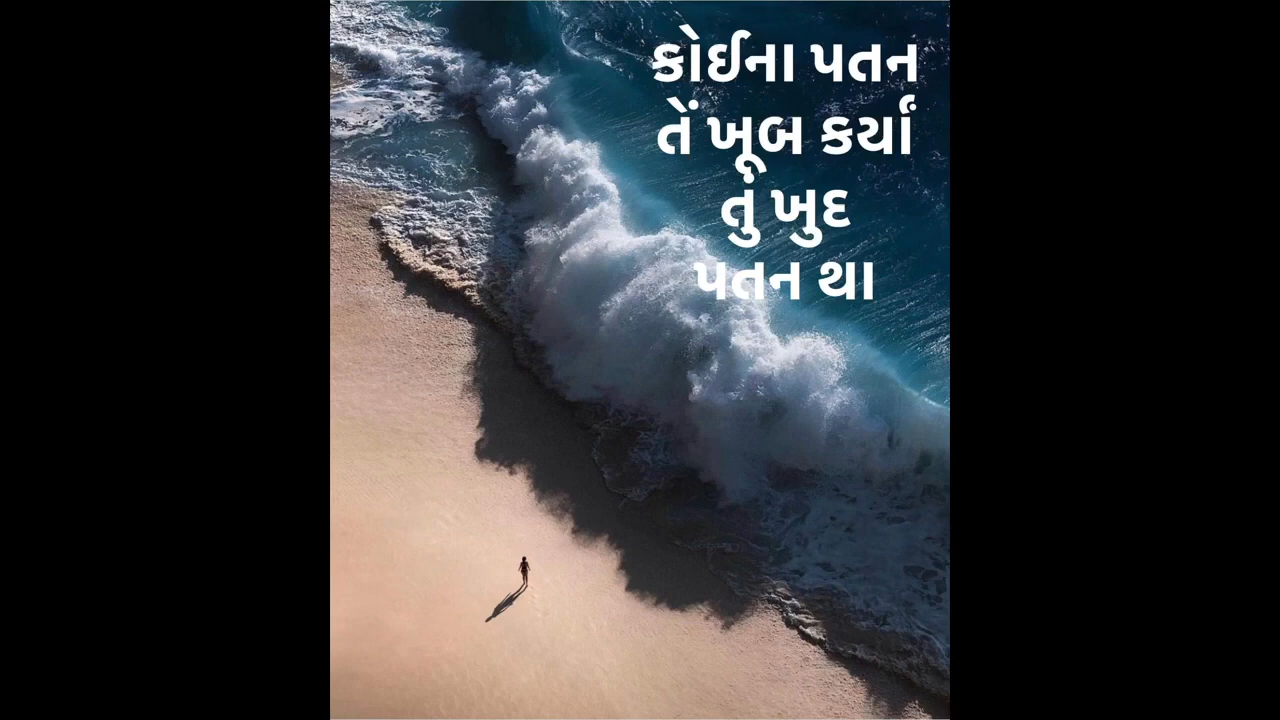 કોઈના પતન
તેં ખૂબ કર્યાં
તું ખુદ
પતન થા